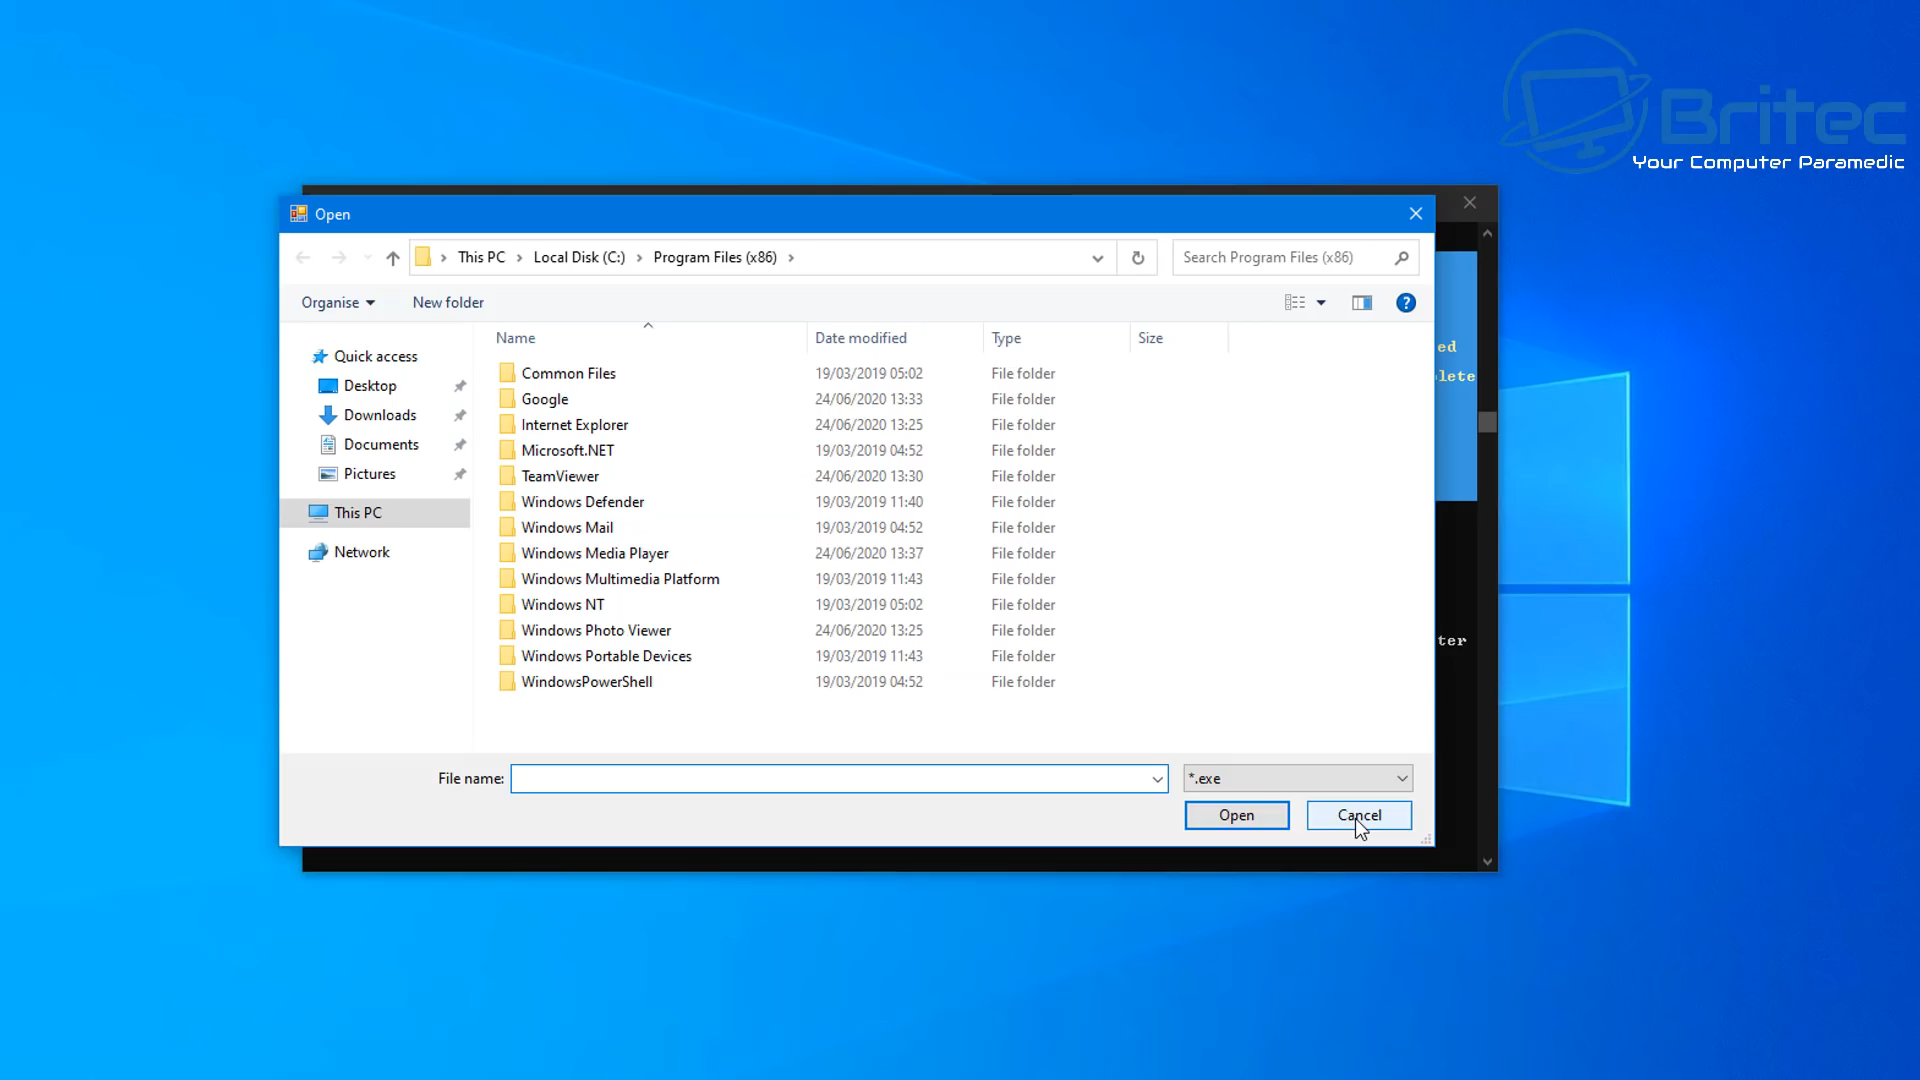 Britec
Your Computer Paramedic
Open
This PC
Local Disk (C:)
Program Files (x86)
Search Program Files (x86)
Organise
New folder
Name
Date modified
Type
Size
Quick access
Desktop
Downloads
Documents
Pictures
This PC
Network
Common Files 19/03/2019 05:02 File folder
Google 24/06/2020 13:33 File folder
Internet Explorer 24/06/2020 13:25 File folder
Microsoft.NET 19/03/2019 04:52 File folder
TeamViewer 24/06/2020 13:30 File folder
Windows Defender 19/03/2019 11:40 File folder
Windows Mail 19/03/2019 04:52 File folder
Windows Media Player 24/06/2020 13:37 File folder
Windows Multimedia Platform 19/03/2019 11:43 File folder
Windows NT 19/03/2019 05:02 File folder
Windows Photo Viewer 24/06/2020 13:25 File folder
Windows Portable Devices 19/03/2019 11:43 File folder
WindowsPowerShell 19/03/2019 04:52 File folder
ed
lete
ter
File name:
*.exe
Open
Cancel